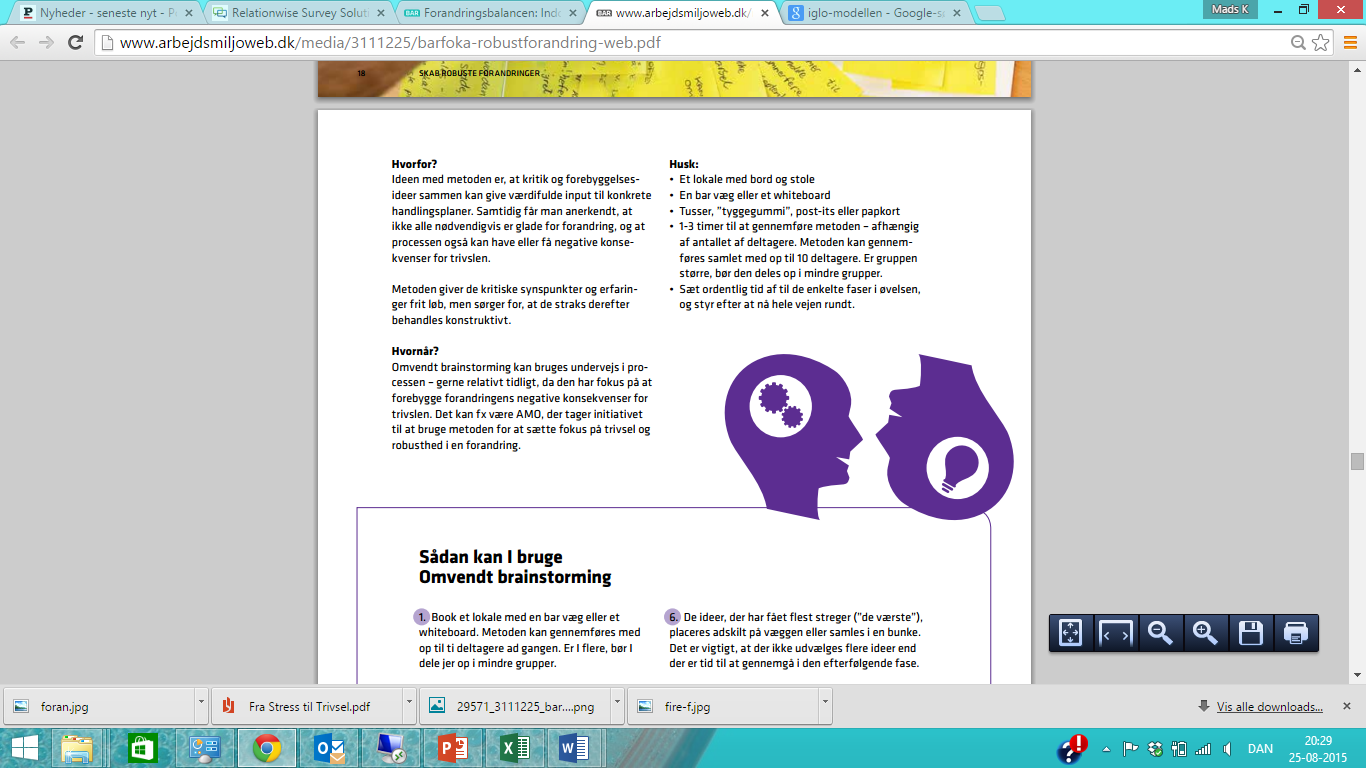 Nyheder - seneste nyt - P
Relationwise Survey Soluti
BAR Forandringsbalancen: Inde
BAR www.arbejdsmiljoweb.dk/
iglo-modellen - Google-s
Mads K
www.arbejdsmiljoweb.dk/media/3111225/barfoka-robustforandring-web.pdf
18 SKAB ROBUSTE FORANDRINGER
Hvorfor?
Ideen med metoden er, at kritik og forebyggelses-
ideer sammen kan give værdifulde input til konkrete
handlingsplaner. Samtidig får man anerkendt, at
ikke alle nødvendigvis er glade for forandring, og at
processen også kan have eller få negative konse-
kvenser for trivslen.
Metoden giver de kritiske synspunkter og erfarin-
ger frit løb, men sørger for, at de straks derefter
behandles konstruktivt.
Hvornår?
Omvendt brainstorming kan bruges undervejs i pro-
cessen – gerne relativt tidligt, da den har fokus på at
forebygge forandringens negative konsekvenser for
trivslen. Det kan fx være AMO, der tager initiativet
til at bruge metoden for at sætte fokus på trivsel og
robusthed i en forandring.
Husk:
• Et lokale med bord og stole
• En bar væg eller et whiteboard
• Tusser, "tyggegummi", post-its eller papkort
• 1-3 timer til at gennemføre metoden – afhængig
af antallet af deltagere. Metoden kan gennem-
føres samlet med op til 10 deltagere. Er gruppen
større, bør den deles op i mindre grupper.
• Sæt ordentlig tid af til de enkelte faser i øvelsen,
og styr efter at nå hele vejen rundt.
Sådan kan I bruge
Omvendt brainstorming
1. Book et lokale med en bar væg eller et
whiteboard. Metoden kan gennemføres med
op til ti deltagere ad gangen. Er I flere, bør I
dele jer op i mindre grupper.
6. De ideer, der har fået flest streger ("de værste"),
placeres adskilt på væggen eller samles i en bunke.
Det er vigtigt, at der ikke udvælges flere ideer end
der er tid til at gennemgå i den efterfølgende fase.
foran.jpg
Fra Stress til Trivsel.pdf
29571_3111225_bar....png
fire-f.jpg
Vis alle downloads...
DAN
20:29
25-08-2015